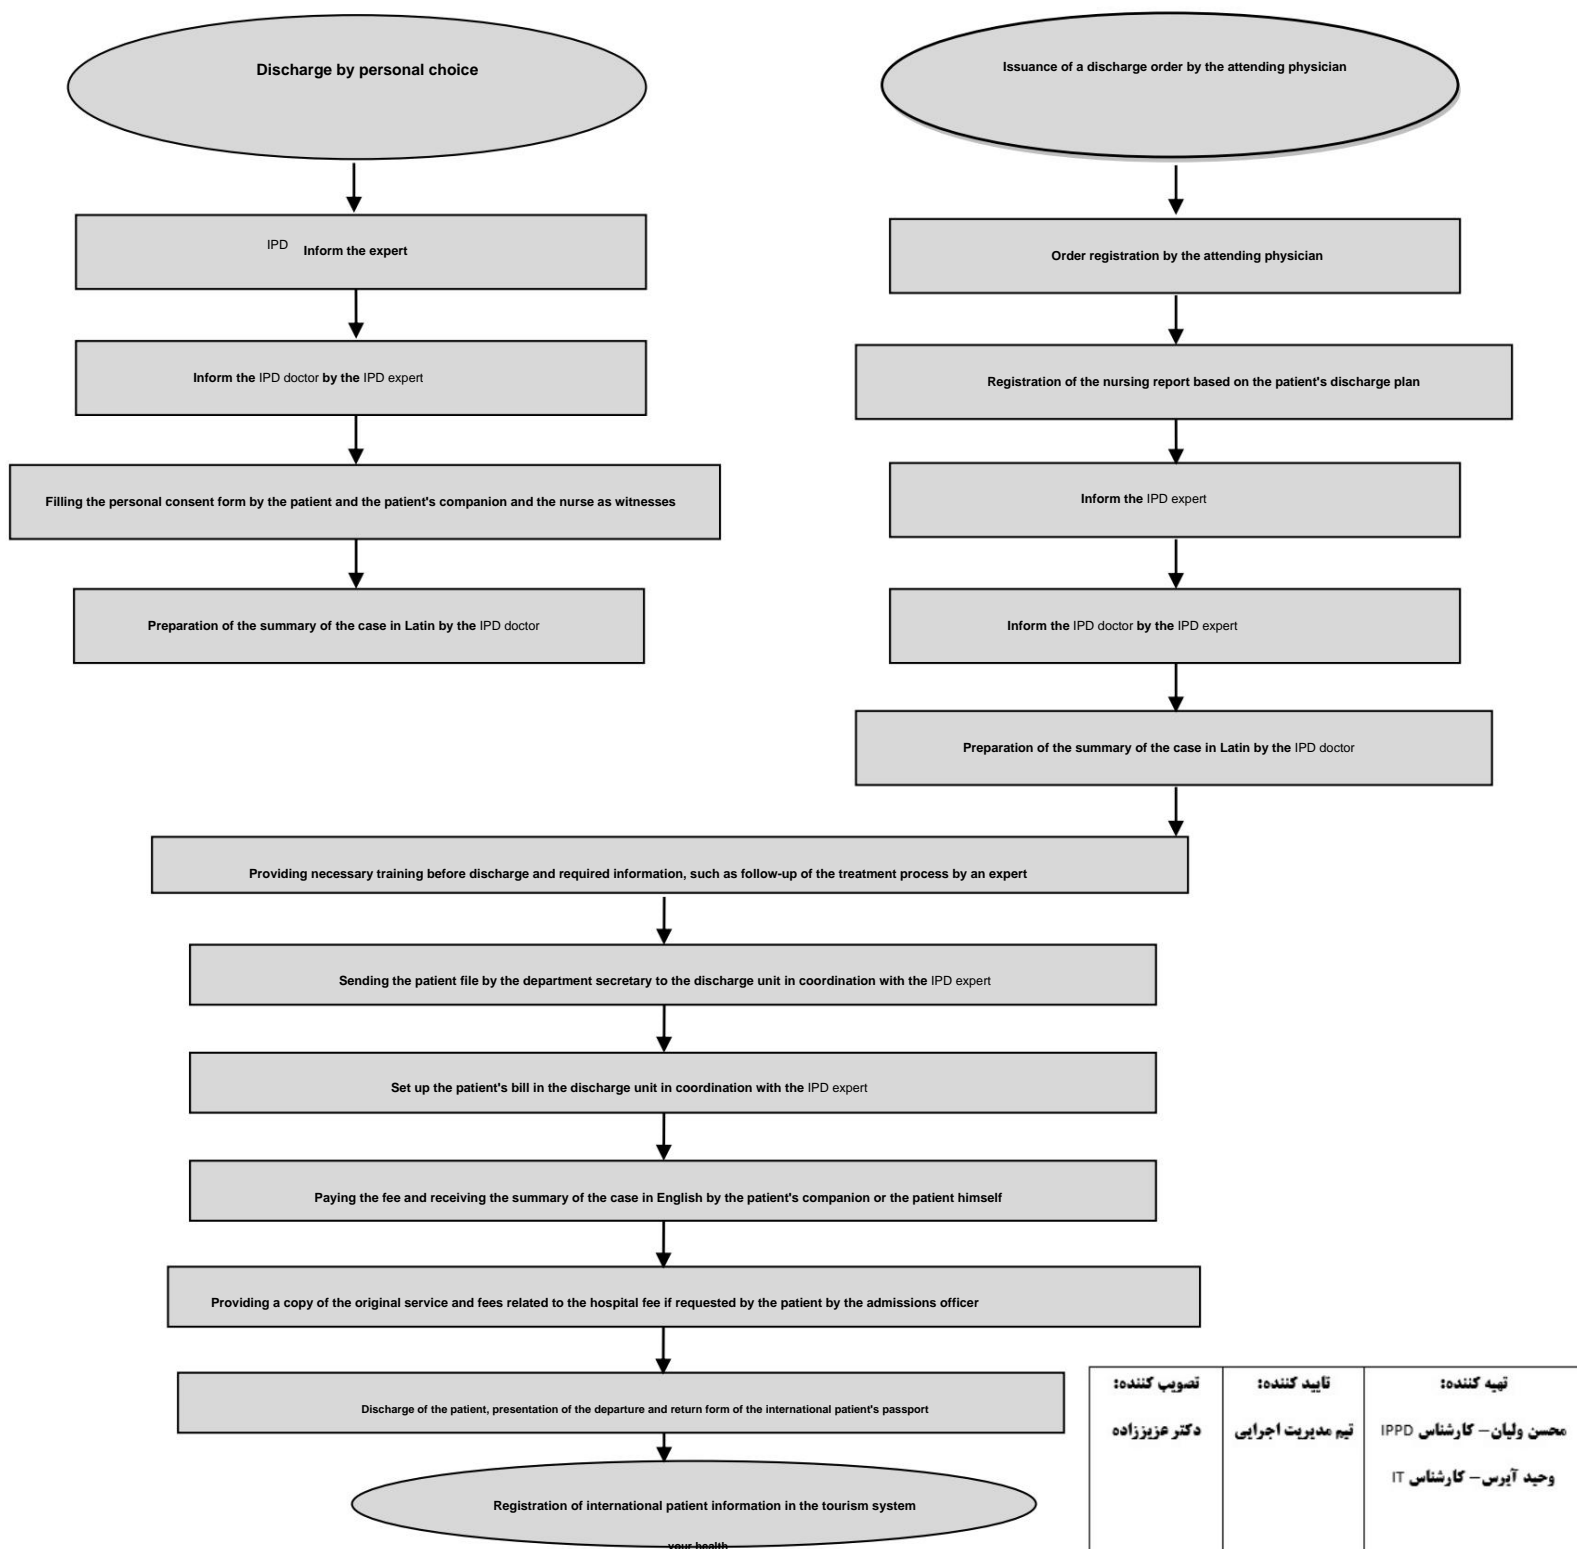 Discharge by personal choice
IPD Inform the expert
Inform the IPD doctor by the IPD expert
Filling the personal consent form by the patient and the patient's companion and the nurse as witnesses
Preparation of the summary of the case in Latin by the IPD doctor
Issuance of a discharge order by the attending physician
Order registration by the attending physician
Registration of the nursing report based on the patient's discharge plan
Inform the IPD expert
Inform the IPD doctor by the IPD expert
Preparation of the summary of the case in Latin by the IPD doctor
Providing necessary training before discharge and required information, such as follow-up of the treatment process by an expert
Sending the patient file by the department secretary to the discharge unit in coordination with the IPD expert
Set up the patient's bill in the discharge unit in coordination with the IPD expert
Paying the fee and receiving the summary of the case in English by the patient's companion or the patient himself
Providing a copy of the original service and fees related to the hospital fee if requested by the patient by the admissions officer
Discharge of the patient, presentation of the departure and return form of the international patient's passport
Registration of international patient information in the tourism system
your health
تهیه کننده:
محسن ولیان – کارشناس IPPD
وحید آیرس – کارشناس IT
تایید کننده:
تیم مدیریت اجرایی
تصویب کننده:
دکتر عزیززاده